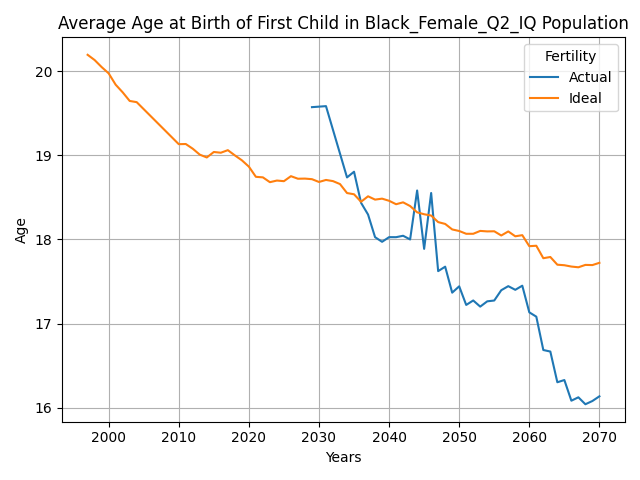 Average Age at Birth of First Child in Black_Female_Q2_IQ Population
Fertility
Actual
Ideal
Age
20
19
18
17
16
2000 2010 2020 2030 2040 2050 2060 2070
Years